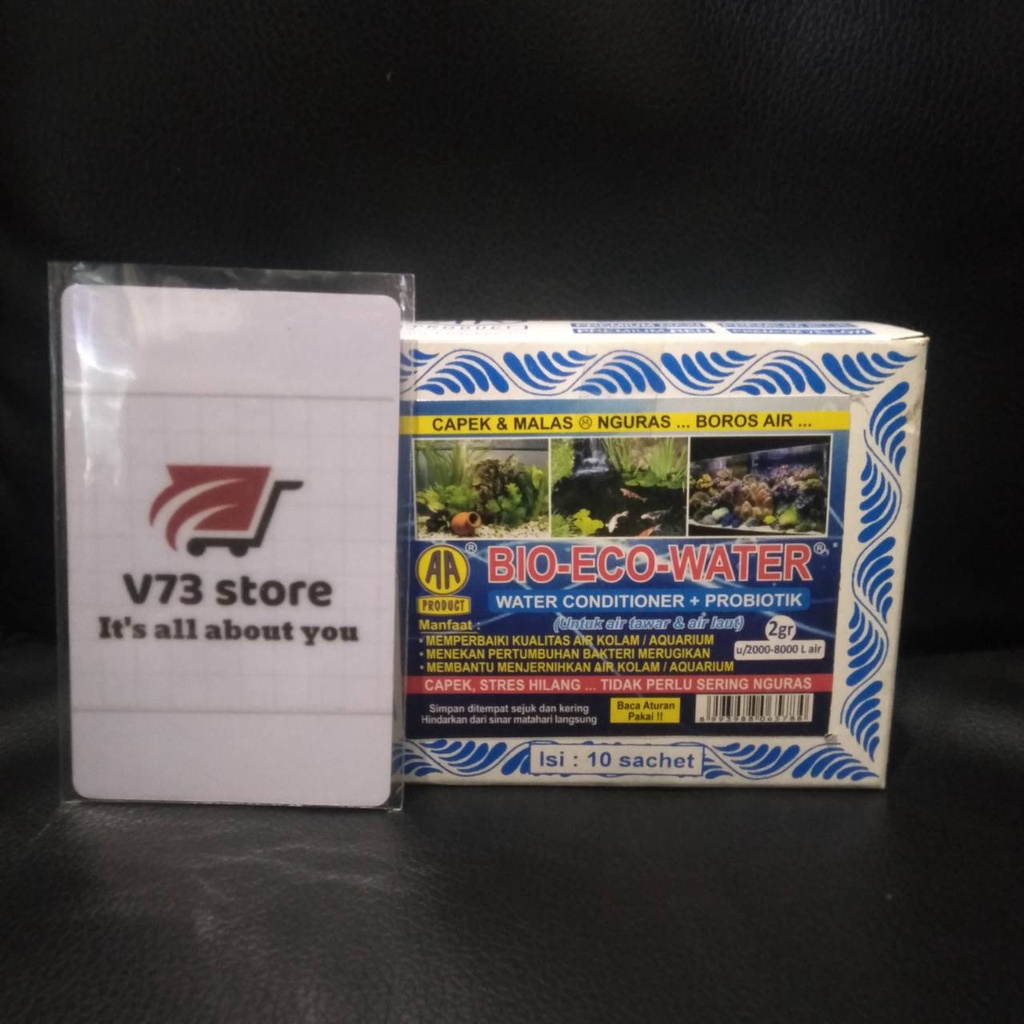 V73 store
It's all about you
CAPEK & MALAS ☹ NGURAS ... BOROS AIR ...
AA
PRODUCT
BIO-ECO-WATER®
WATER CONDITIONER + PROBIOTIK
(Untuk air tawar & air laut)
Manfaat :
• MEMPERBAIKI KUALITAS AIR KOLAM / AQUARIUM
• MENEKAN PERTUMBUHAN BAKTERI MERUGIKAN
• MEMBANTU MENJERNIHKAN AIR KOLAM / AQUARIUM
2gr
u/2000-8000 L air
CAPEK, STRES HILANG ... TIDAK PERLU SERING NGURAS
Simpan ditempat sejuk dan kering
Hindarkan dari sinar matahari langsung
Baca Aturan
Pakai !!
Isi : 10 sachet